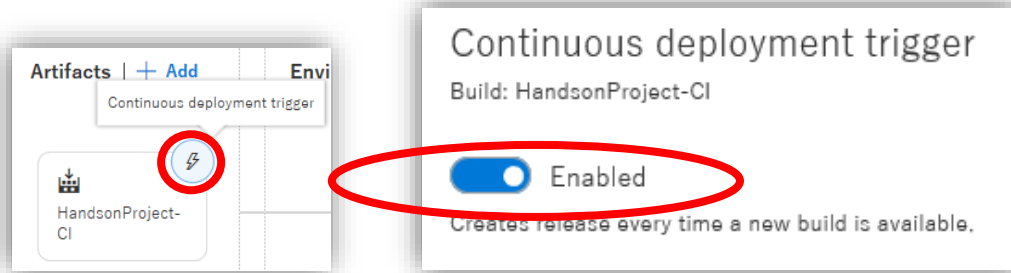 Artifacts | + Add
Envi
Continuous deployment trigger
HandsonProject-
CI
Continuous deployment trigger
Build: HandsonProject-CI
Enabled
Creates release every time a new build is available.